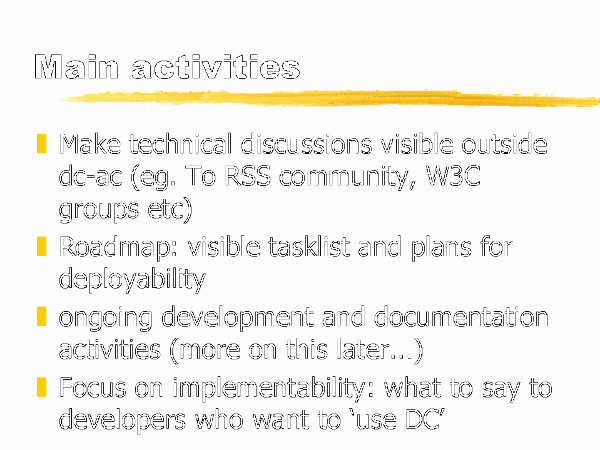 Main activities
Make technical discussions visible outside
dc-ac (eg. To RSS community, W3C
groups etc)
Roadmap: visible tasklist and plans for
deployability
ongoing development and documentation
activities (more on this later…)
Focus on implementability: what to say to
developers who want to ‘use DC’